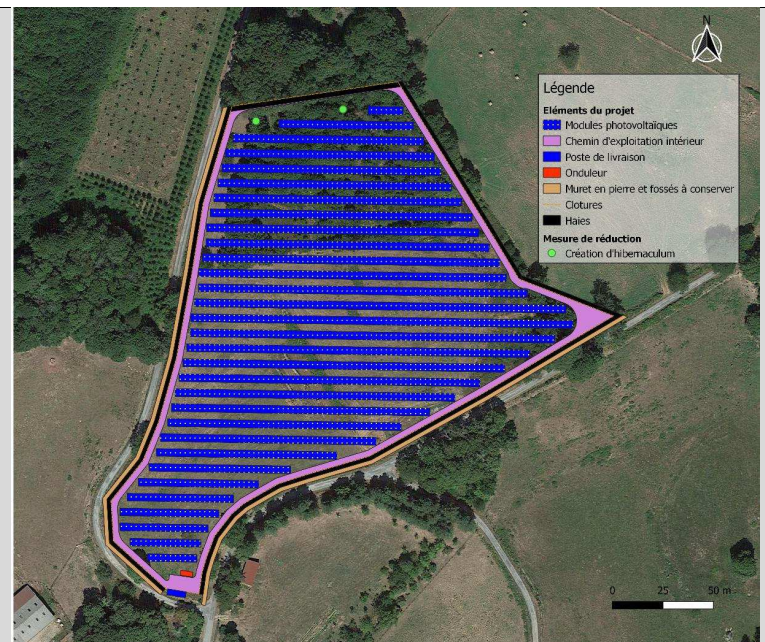 N
Légende
Eléments du projet
Modules photovoltaïques
Chemin d'exploitation intérieur
Poste de livraison
Onduleur
Muret en pierre et fossés à conserver
Clotures
Haies
Mesure de réduction
Création d'hibernaculum
0 25 50 m